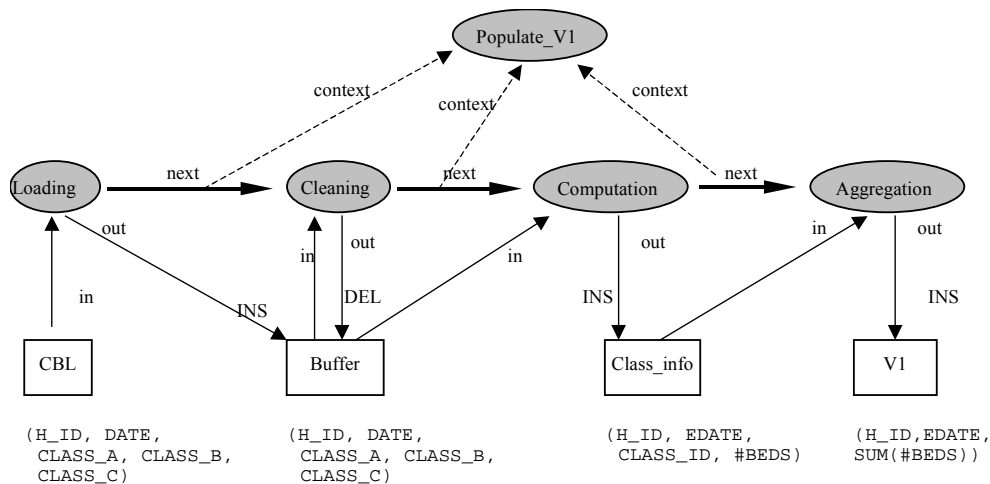 Populate_V1
context
context
context
Loading
next
Cleaning
next
Computation
next
Aggregation
out
in
out
in
out
in
out
in
INS
DEL
INS
INS
CBL
Buffer
Class_info
V1
(H_ID, DATE,
CLASS_A, CLASS_B,
CLASS_C)
(H_ID, DATE,
CLASS_A, CLASS_B,
CLASS_C)
(H_ID, EDATE,
CLASS_ID, #BEDS)
(H_ID,EDATE,
SUM(#BEDS))